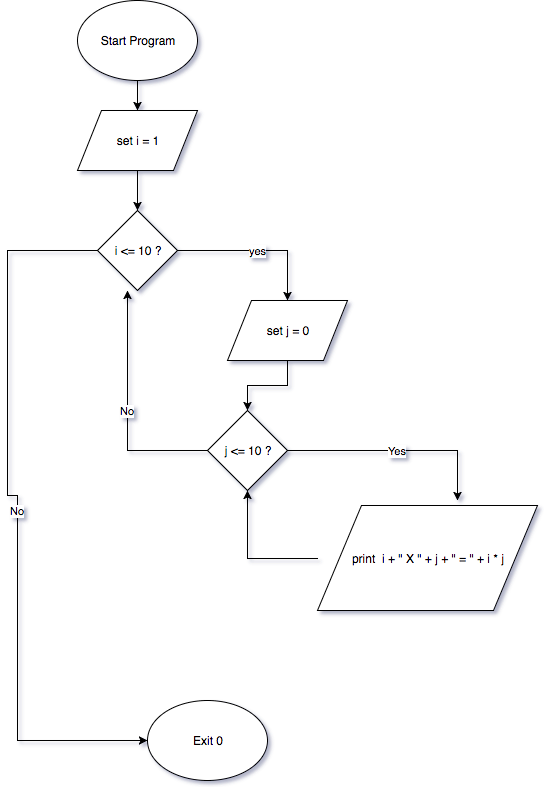 Start Program
set i = 1
i <= 10 ?
yes
set j = 0
No
j <= 10 ?
Yes
No
print  i + " X " + j + " = " + i * j
Exit 0